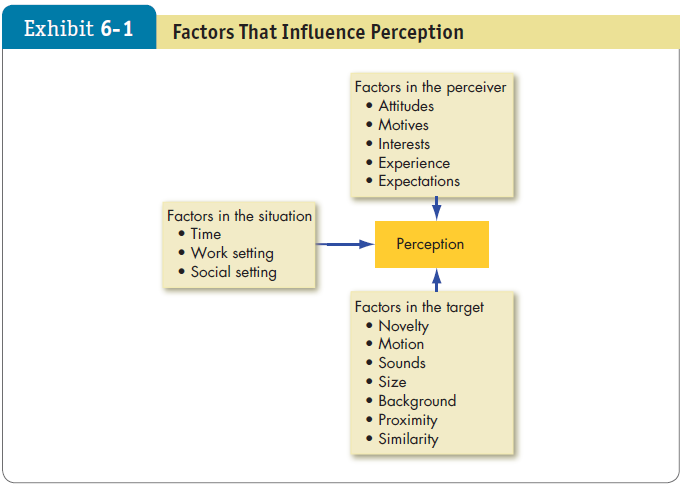 Exhibit 6-1
Factors That Influence Perception
Factors in the perceiver
• Attitudes
• Motives
• Interests
• Experience
• Expectations
Factors in the situation
• Time
• Work setting
• Social setting
Perception
Factors in the target
• Novelty
• Motion
• Sounds
• Size
• Background
• Proximity
• Similarity